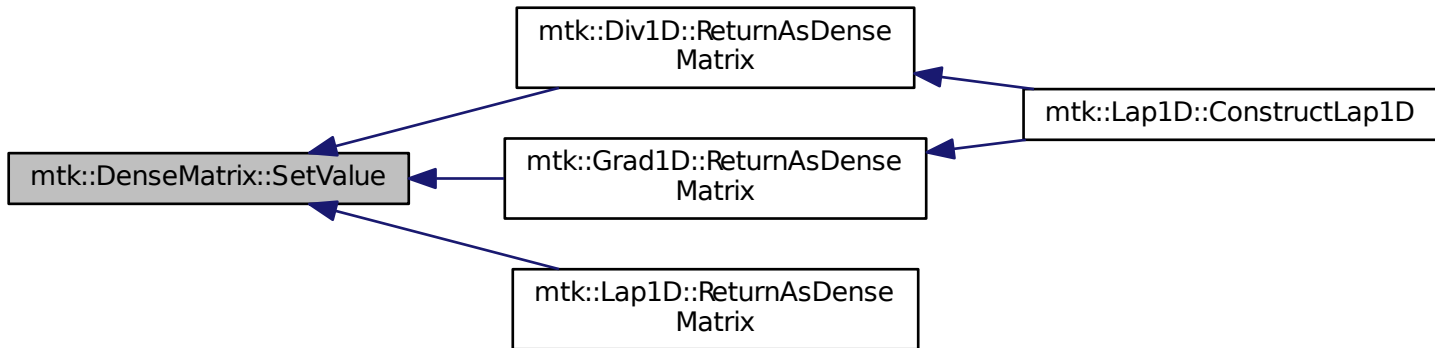 mtk::Div1D::ReturnAsDense
Matrix
mtk::Lap1D::ConstructLap1D
mtk::Grad1D::ReturnAsDense
Matrix
mtk::DenseMatrix::SetValue
mtk::Lap1D::ReturnAsDense
Matrix